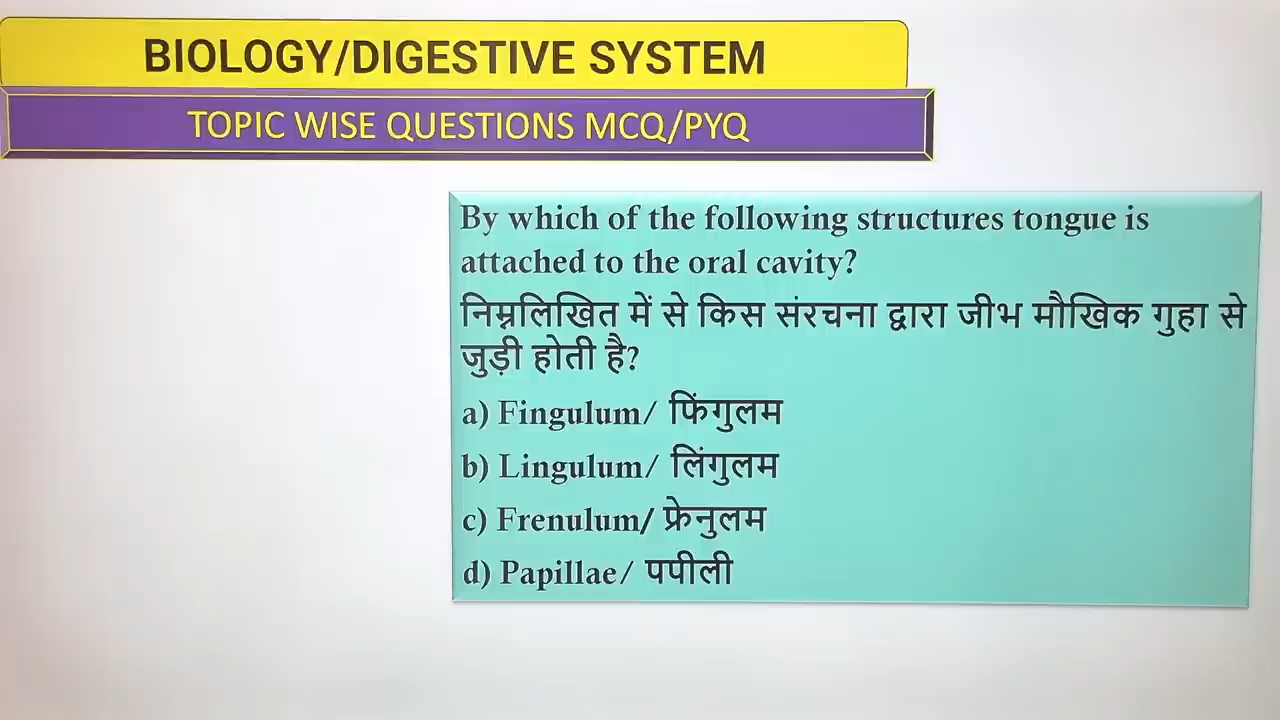 BIOLOGY/DIGESTIVE SYSTEM
TOPIC WISE QUESTIONS MCQ/PYQ
By which of the following structures tongue is
attached to the oral cavity?
निम्नलिखित में से किस संरचना द्वारा जीभ मौखिक गुहा से
जुड़ी होती है?
a) Fingulum/ फिंगुलम
b) Lingulum/ लिंगुलम
c) Frenulum/ फ्रेनुलम
d) Papillae/ पपीली